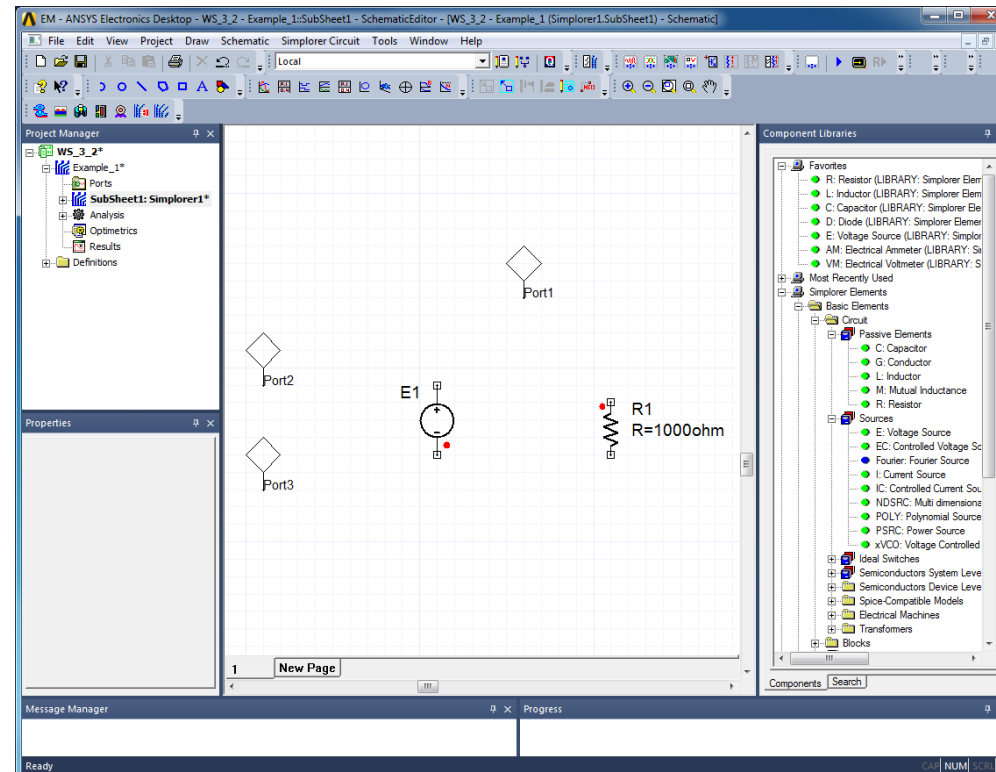 EM - ANSYS Electronics Desktop - WS_3_2 - Example_1::SubSheet1 - SchematicEditor - [WS_3_2 - Example_1 (Simplorer1.SubSheet1) - Schematic]
File Edit View Project Draw Schematic Simplorer Circuit Tools Window Help
Local
Project Manager
WS_3_2*
Example_1*
Ports
SubSheet1: Simplorer1*
Analysis
Optimetrics
Results
Definitions
Properties
Port1
Port2
Port3
E1
R1
R=1000ohm
1 New Page
Component Libraries
Favorites
R: Resistor (LIBRARY: Simplorer Elem
L: Inductor (LIBRARY: Simplorer Elem
C: Capacitor (LIBRARY: Simplorer Ele
D: Diode (LIBRARY: Simplorer Elemer
E: Voltage Source (LIBRARY: Simplor
AM: Electrical Ammeter (LIBRARY: Si
VM: Electrical Voltmeter (LIBRARY: S
Most Recently Used
Simplorer Elements
Basic Elements
Circuit
Passive Elements
C: Capacitor
G: Conductor
L: Inductor
M: Mutual Inductance
R: Resistor
Sources
E: Voltage Source
EC: Controlled Voltage Sc
Fourier: Fourier Source
I: Current Source
IC: Controlled Current Sou
NDSRC: Multi dimensiona
POLY: Polynomial Source
PSRC: Power Source
xVCO: Voltage Controlled
Ideal Switches
Semiconductors System Leve
Semiconductors Device Leve
Spice-Compatible Models
Electrical Machines
Transformers
Blocks
Components Search
Message Manager
Progress
Ready
CAP NUM SCRL